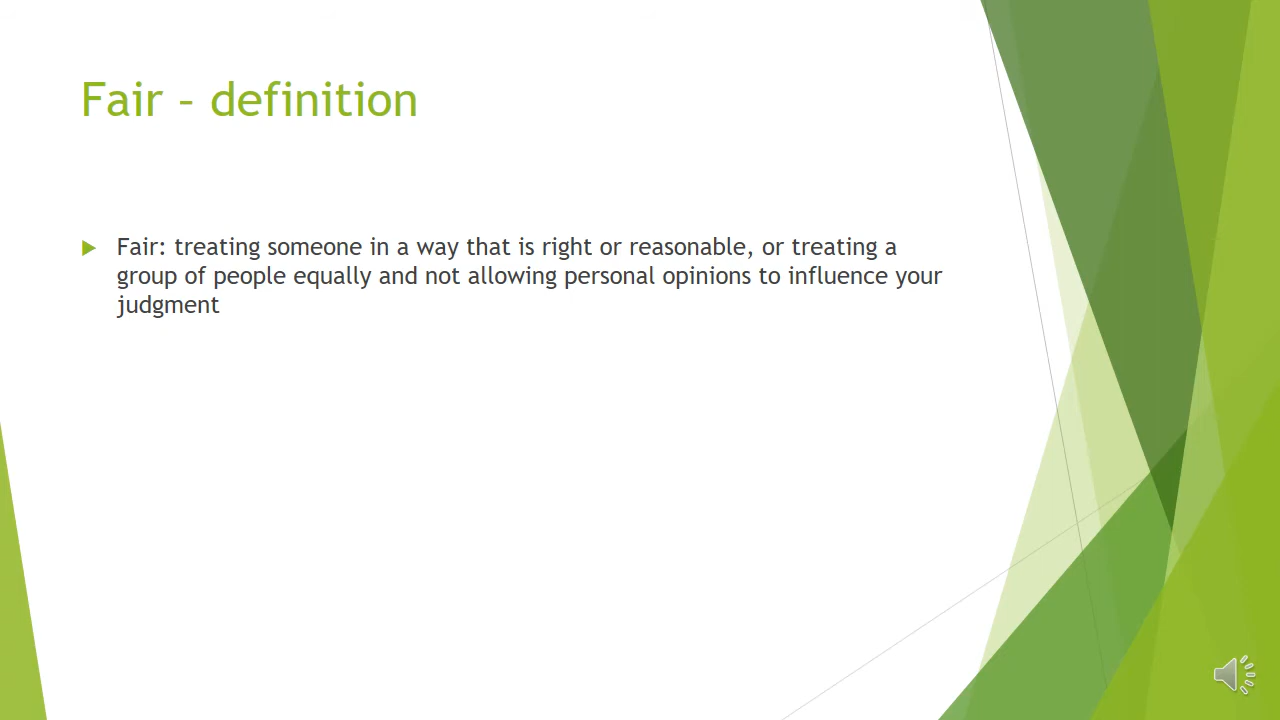 Fair – definition
Fair: treating someone in a way that is right or reasonable, or treating a
group of people equally and not allowing personal opinions to influence your
judgment